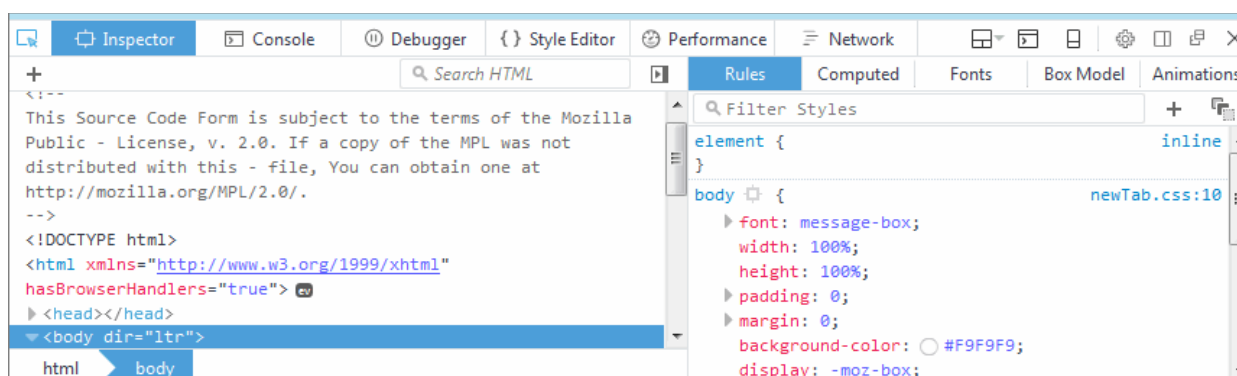 Inspector Console Debugger { } Style Editor Performance Network
+ Search HTML
Rules Computed Fonts Box Model Animations
<!--
This Source Code Form is subject to the terms of the Mozilla
Public - License, v. 2.0. If a copy of the MPL was not
distributed with this - file, You can obtain one at
http://mozilla.org/MPL/2.0/.
-->
<!DOCTYPE html>
<html xmlns="http://www.w3.org/1999/xhtml"
hasBrowserHandlers="true"> ev
<head></head>
<body dir="ltr">
html body
Filter Styles +
element { inline
}
body { newTab.css:10
font: message-box;
width: 100%;
height: 100%;
padding: 0;
margin: 0;
background-color: #F9F9F9;
display: -moz-box;